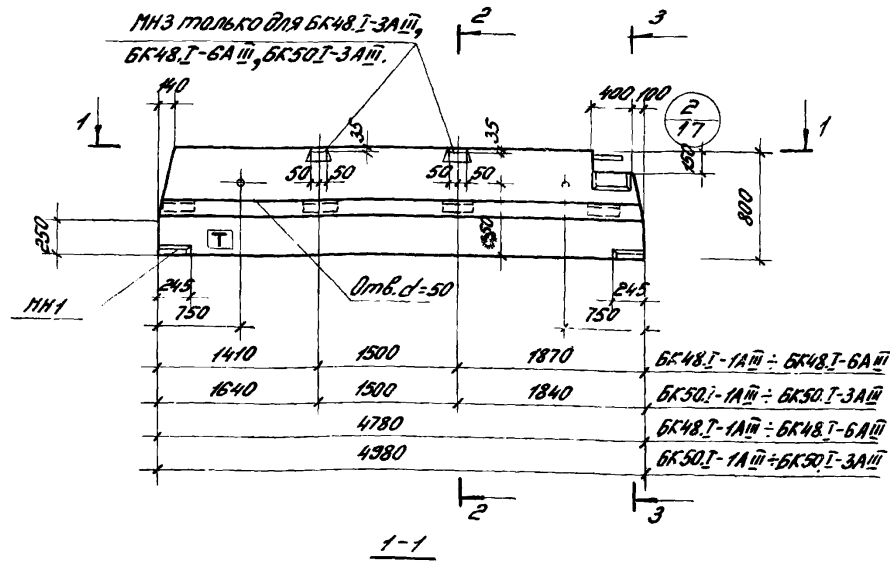 МН3 только для БК48.I-3АIII,
БК48.I-6АIII, БК50.I-3АIII.
2
3
140
400 100
2
17
1
1
35
35
150
50 50
50 50
800
250
Т
245
Отв. d=50
245
МН1
750
750
1410 1500 1870 БК48.I-1АIII ÷ БК48.I-6АIII
1640 1500 1840 БК50.I-1АIII ÷ БК50.I-3АIII
4780 БК48.I-1АIII ÷ БК48.I-6АIII
4980 БК50.I-1АIII ÷ БК50.I-3АIII
2
3
1-1